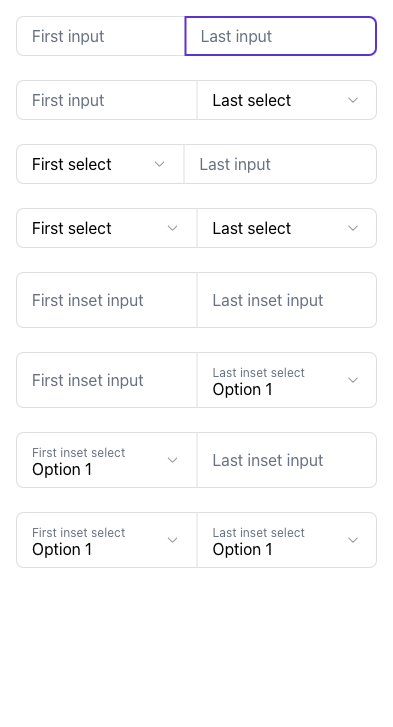 First input Last input
First input Last select
First select Last input
First select Last select
First inset input Last inset input
First inset input Last inset select
Option 1
First inset select
Option 1 Last inset input
First inset select Last inset select
Option 1 Option 1